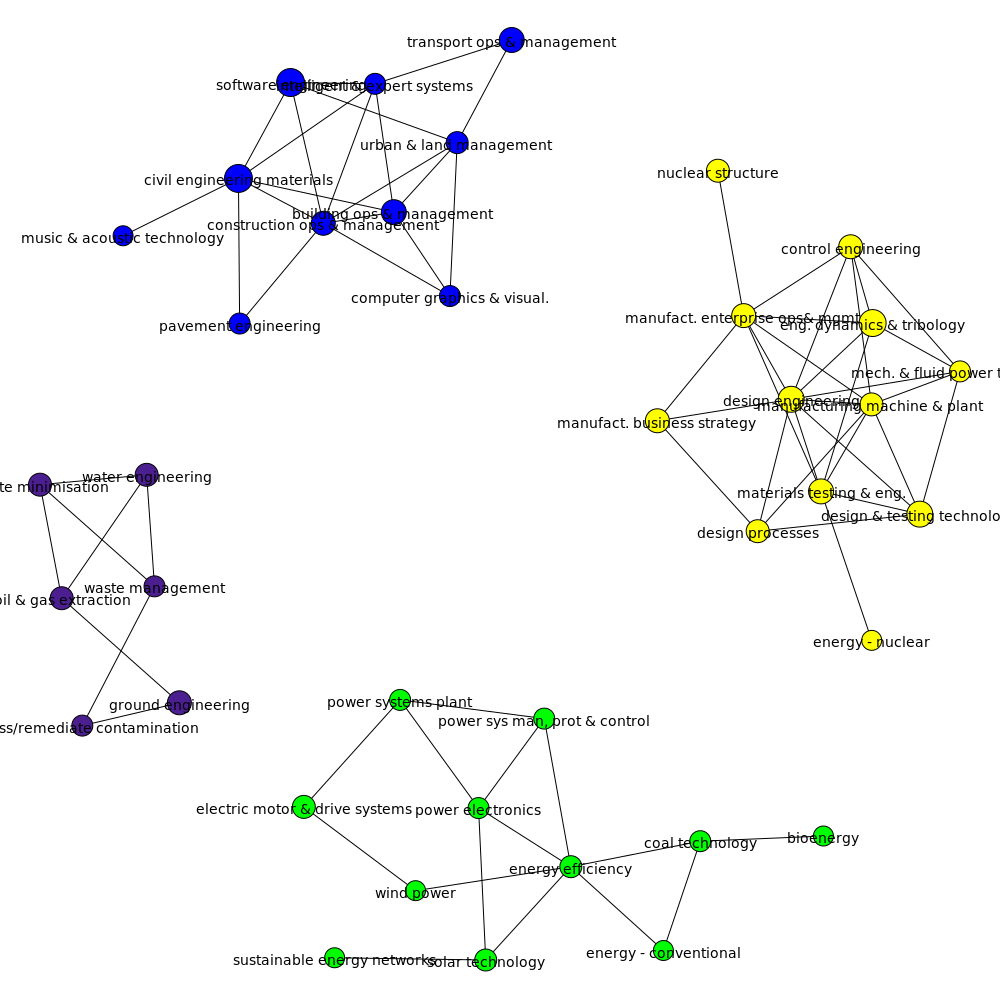 transport ops & management
software engineering
intelligent & expert systems
urban & land management
civil engineering materials
building ops & management
construction ops & management
music & acoustic technology
computer graphics & visual.
pavement engineering
nuclear structure
control engineering
manufact. enterprise ops& mgmt
eng. dynamics & tribology
mech. & fluid power t
design engineering
manufacturing machine & plant
manufact. business strategy
materials testing & eng.
design & testing technolo
design processes
energy - nuclear
water engineering
te minimisation
waste management
oil & gas extraction
ground engineering
ss/remediate contamination
power systems plant
power sys man, prot & control
electric motor & drive systems
power electronics
coal technology
bioenergy
energy efficiency
wind power
energy - conventional
sustainable energy networks
solar technology